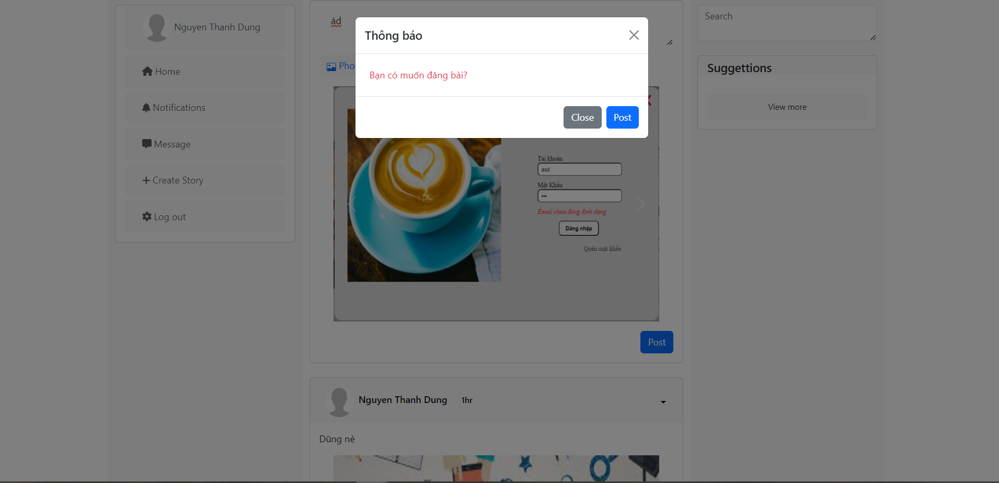 Nguyen Thanh Dung
Home
Notifications
Message
Create Story
Log out
ád
Pho
Thông báo
Bạn có muốn đăng bài?
Close
Post
Tài khoản
asd
Mật Khẩu
•••
Email chưa đúng định dạng
Đăng nhập
Quên mật khẩu
Post
Nguyen Thanh Dung 1hr
Dũng nè
Search
Suggettions
View more